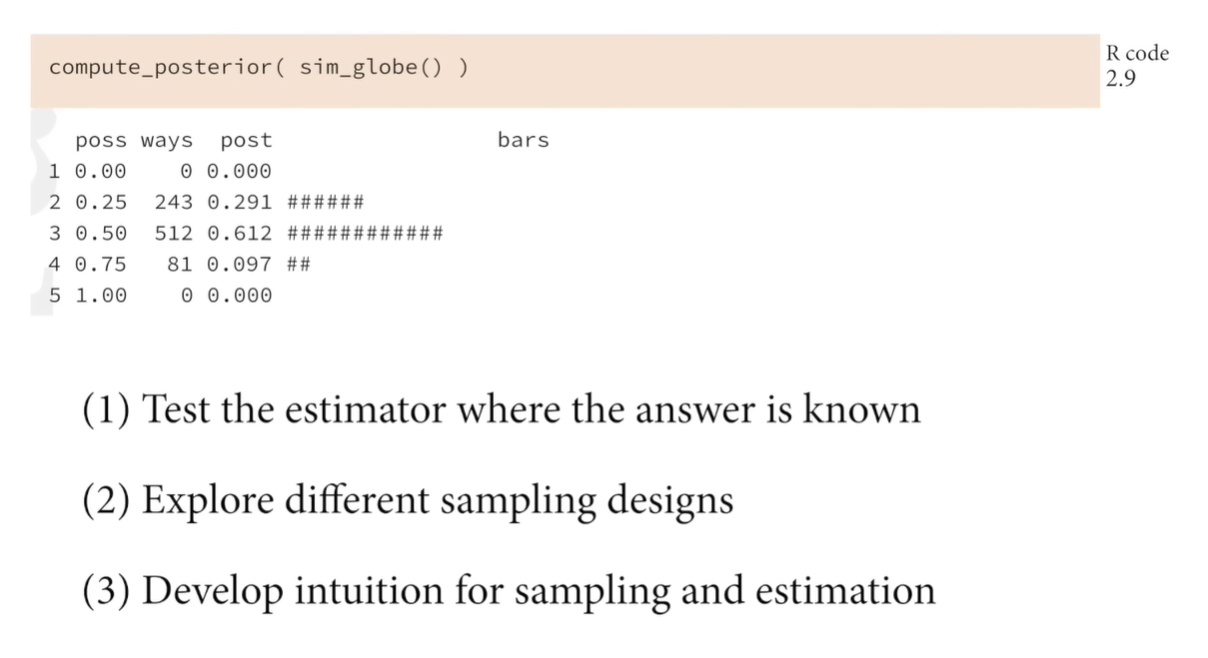 compute_posterior( sim_globe() )
R code
2.9
poss ways post bars
1 0.00 0 0.000
2 0.25 243 0.291 ######
3 0.50 512 0.612 ############
4 0.75 81 0.097 ##
5 1.00 0 0.000
(1) Test the estimator where the answer is known
(2) Explore different sampling designs
(3) Develop intuition for sampling and estimation